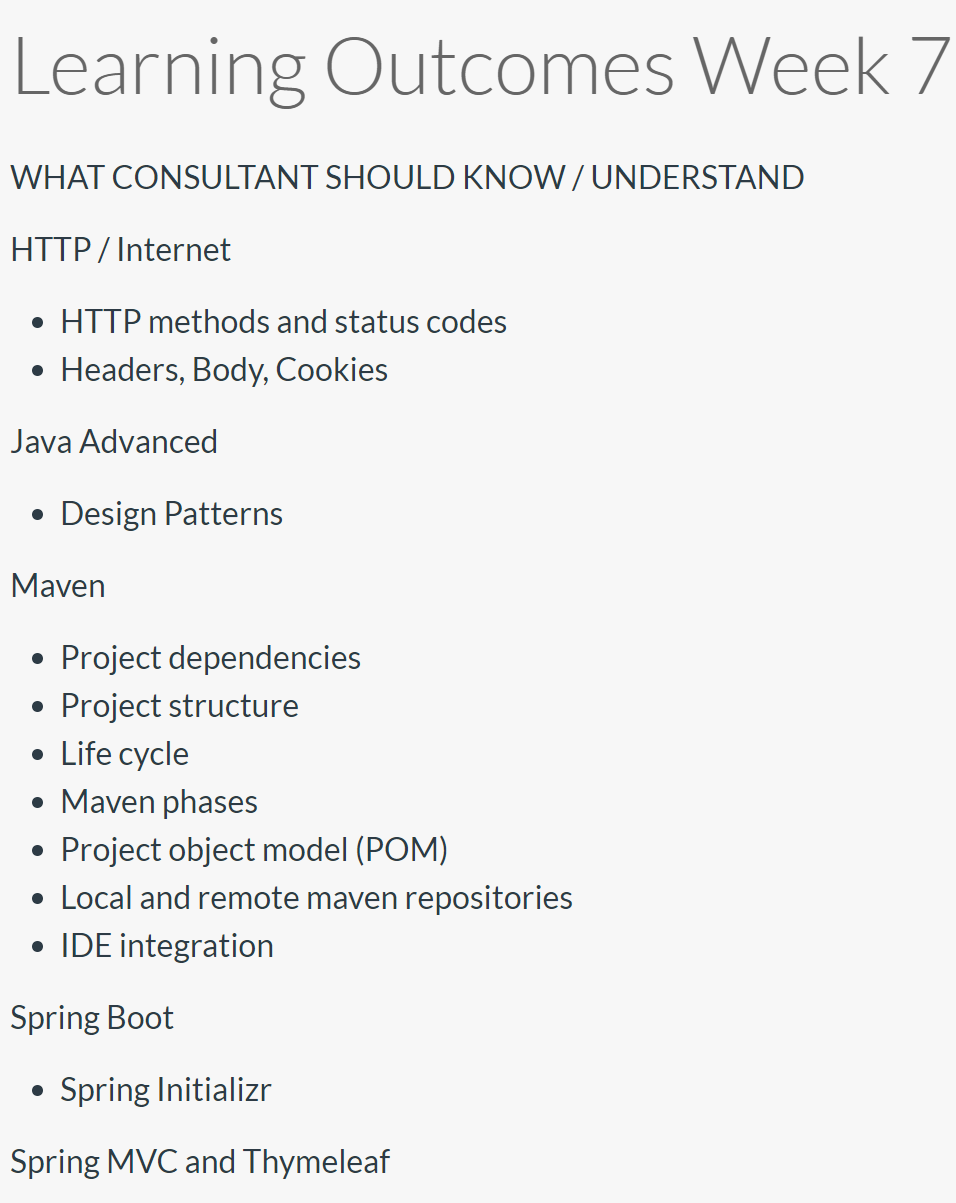 Learning Outcomes Week 7
WHAT CONSULTANT SHOULD KNOW / UNDERSTAND
HTTP / Internet
HTTP methods and status codes
Headers, Body, Cookies
Java Advanced
Design Patterns
Maven
Project dependencies
Project structure
Life cycle
Maven phases
Project object model (POM)
Local and remote maven repositories
IDE integration
Spring Boot
Spring Initializr
Spring MVC and Thymeleaf